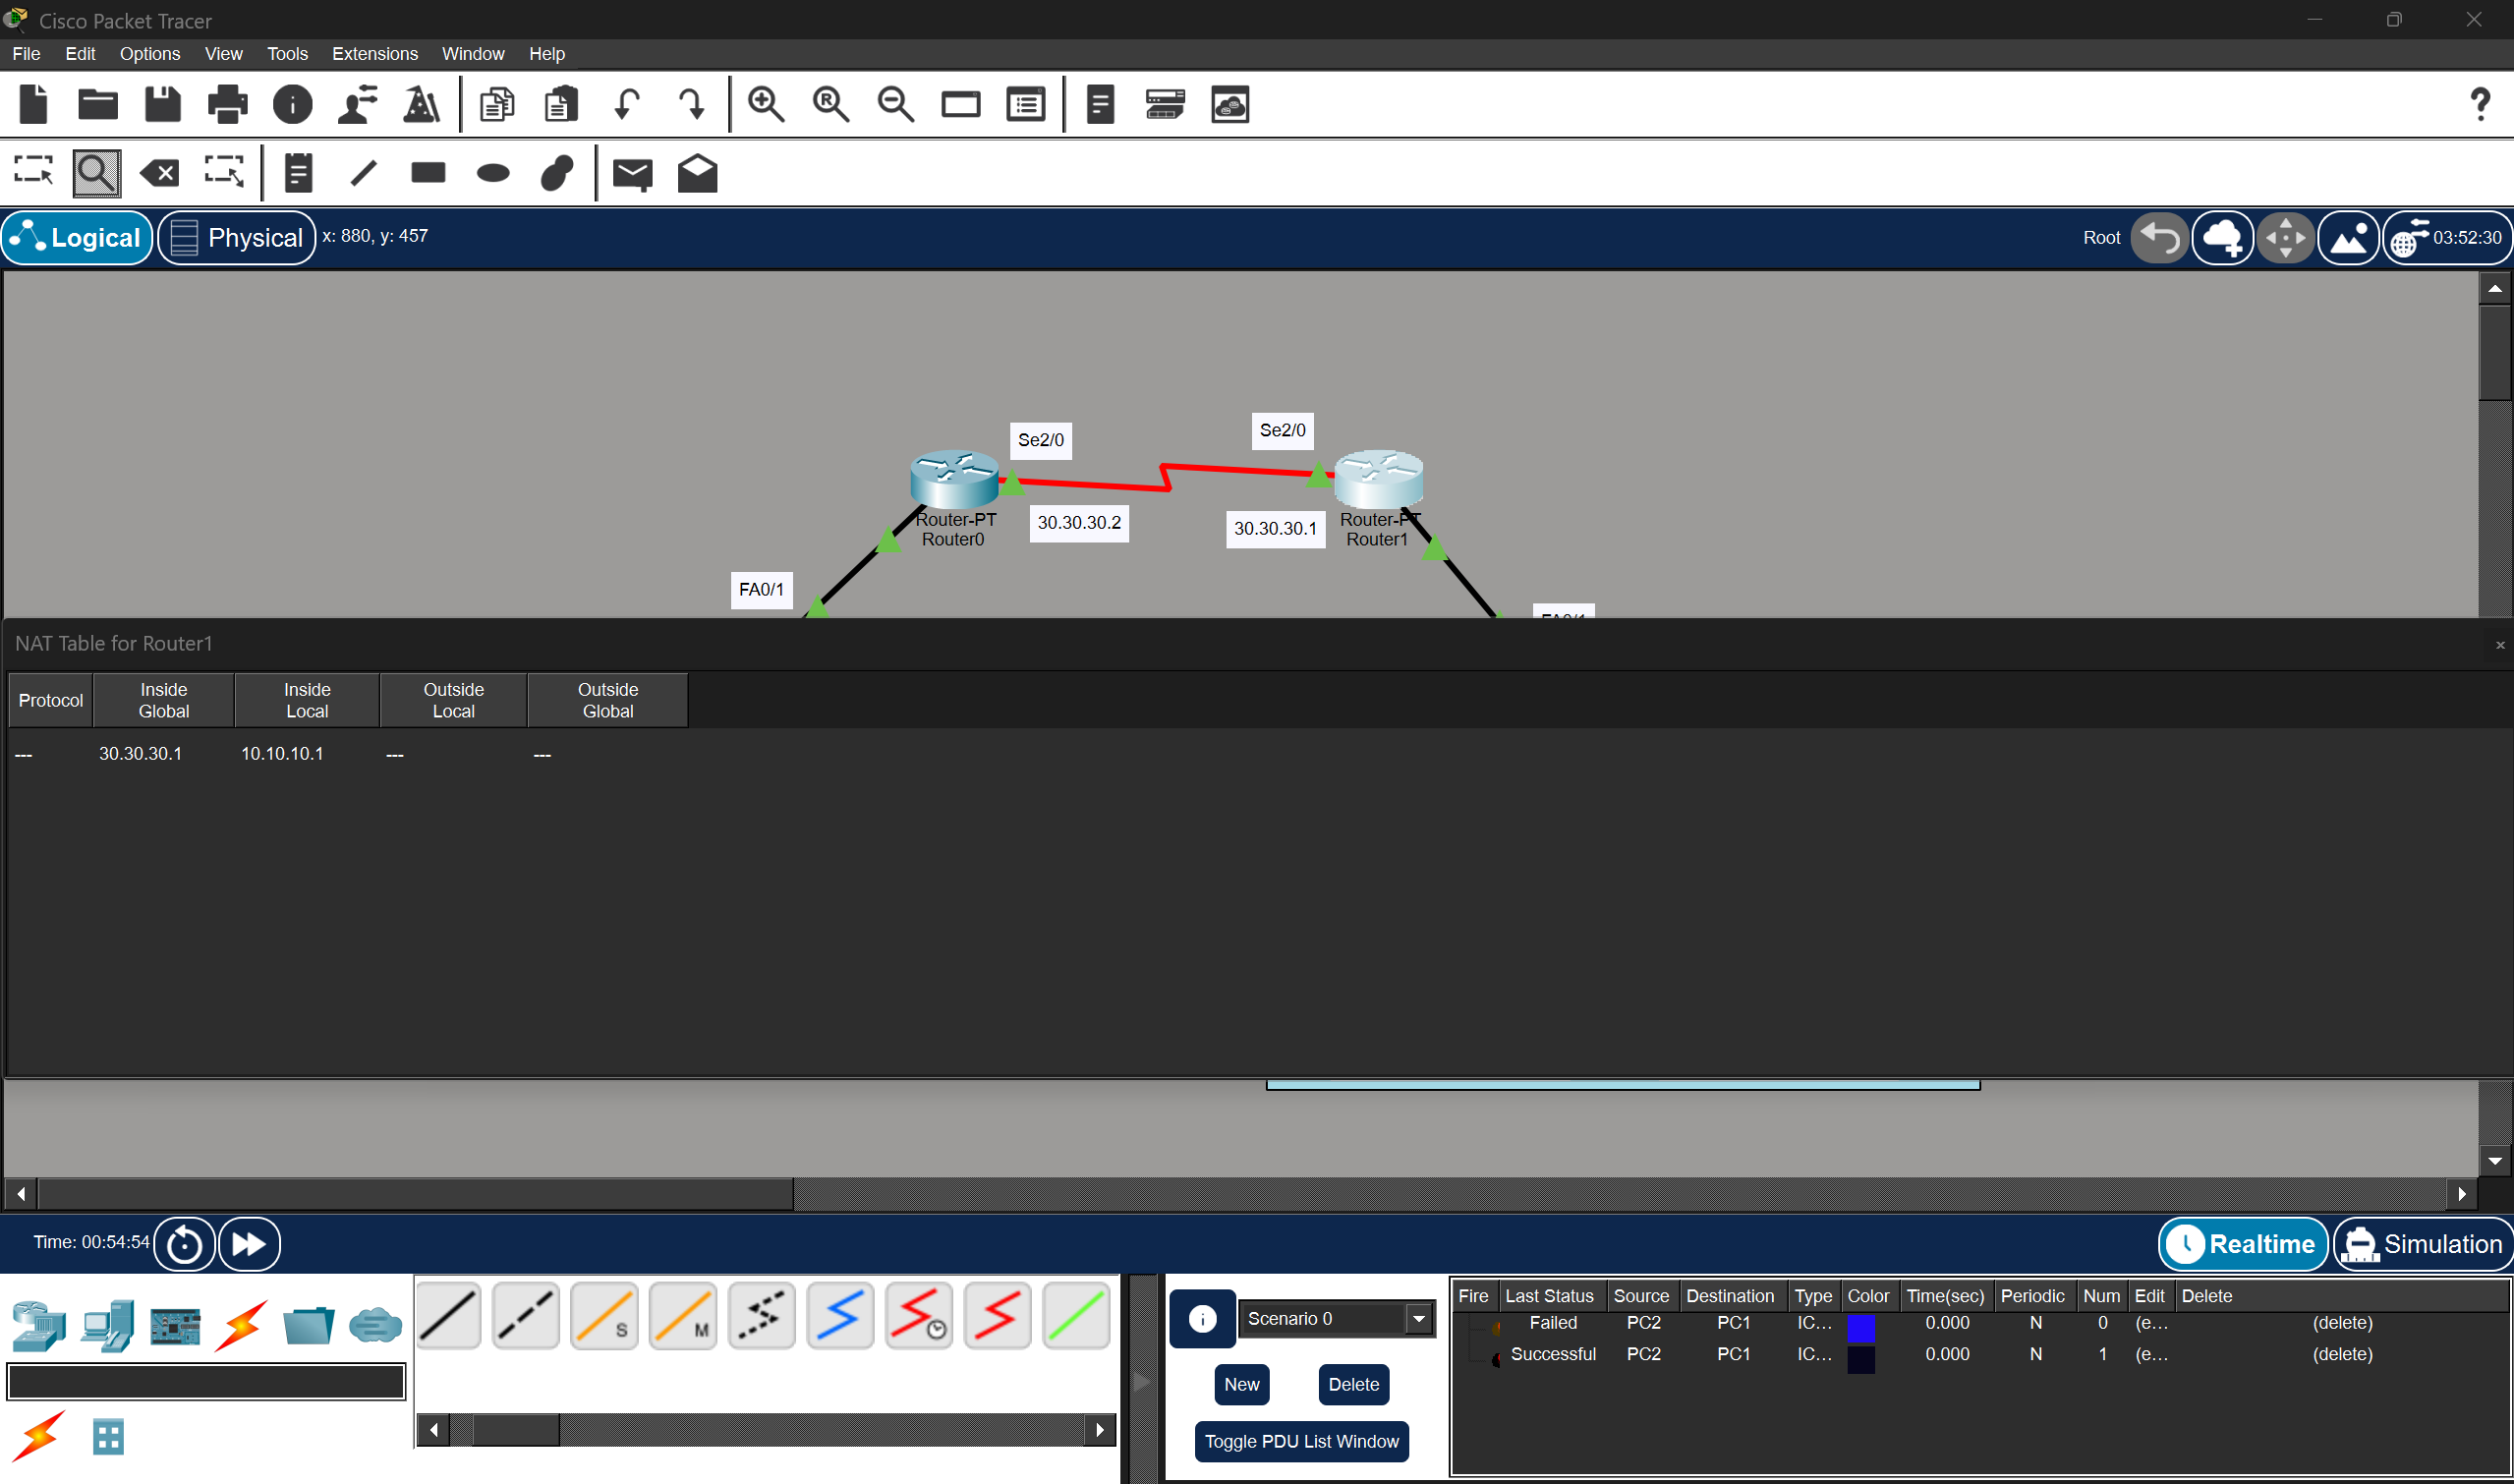 Cisco Packet Tracer
File Edit Options View Tools Extensions Window Help
Logical Physical x: 880, y: 457 Root 03:52:30
Se2/0
Se2/0
Router-PT
Router0
30.30.30.2
30.30.30.1
Router-PT
Router1
FA0/1
FA0/1
NAT Table for Router1
Protocol Inside Global Inside Local Outside Local Outside Global
--- 30.30.30.1 10.10.10.1 --- ---
Time: 00:54:54 Realtime Simulation
S M
Scenario 0
New Delete
Toggle PDU List Window
Fire Last Status Source Destination Type Color Time(sec) Periodic Num Edit Delete
Failed PC2 PC1 IC... 0.000 N 0 (e... (delete)
Successful PC2 PC1 IC... 0.000 N 1 (e... (delete)